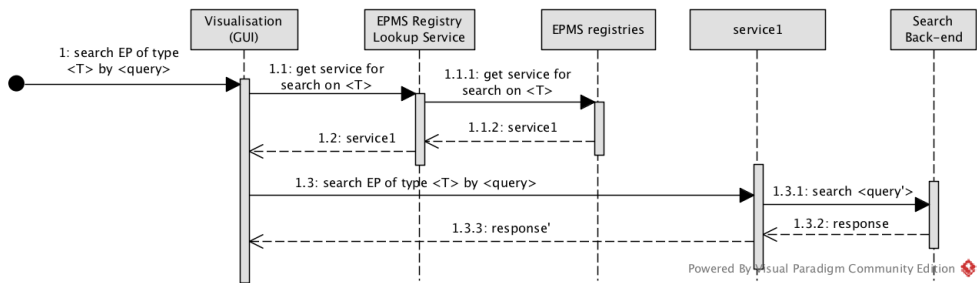 Visualisation
(GUI)
EPMS Registry
Lookup Service
EPMS registries
service1
Search
Back-end
1: search EP of type
<T> by <query>
1.1: get service for
search on <T>
1.1.1: get service for
search on <T>
1.2: service1
1.1.2: service1
1.3: search EP of type <T> by <query>
1.3.1: search <query'>
1.3.2: response
1.3.3: response'
Powered By Visual Paradigm Community Edition